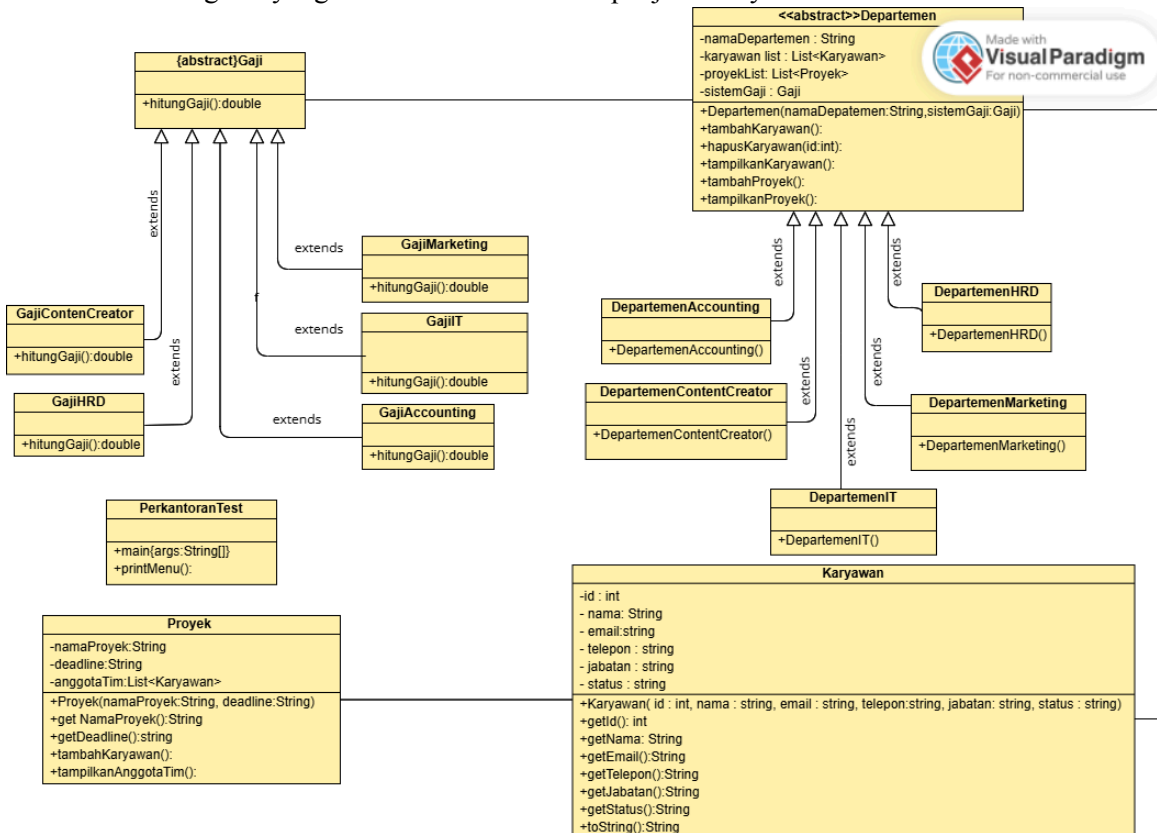 <<abstract>>Departemen
-namaDepartemen : String
-karyawan list : List<Karyawan>
-proyekList: List<Proyek>
-sistemGaji : Gaji
+Departemen(namaDepatemen:String,sistemGaji:Gaji)
+tambahKaryawan():
+hapusKaryawan(id:int):
+tampilkanKaryawan():
+tambahProyek():
+tampilkanProyek():
Made with
Visual Paradigm
For non-commercial use
{abstract}Gaji
+hitungGaji():double
extends
extends
extends
f
extends
extends
GajiMarketing
+hitungGaji():double
GajiContenCreator
+hitungGaji():double
GajiIT
+hitungGaji():double
GajiHRD
+hitungGaji():double
GajiAccounting
+hitungGaji():double
extends
extends
extends
extends
extends
DepartemenAccounting
+DepartemenAccounting()
DepartemenHRD
+DepartemenHRD()
DepartemenContentCreator
+DepartemenContentCreator()
DepartemenMarketing
+DepartemenMarketing()
DepartemenIT
+DepartemenIT()
PerkantoranTest
+main{args:String[]}
+printMenu():
Proyek
-namaProyek:String
-deadline:String
-anggotaTim:List<Karyawan>
+Proyek(namaProyek:String, deadline:String)
+get NamaProyek():String
+getDeadline():string
+tambahKaryawan():
+tampilkanAnggotaTim():
Karyawan
-id : int
- nama: String
- email:string
- telepon : string
- jabatan : string
- status : string
+Karyawan( id : int, nama : string, email : string, telepon:string, jabatan: string, status : string)
+getId(): int
+getNama: String
+getEmail():String
+getTelepon():String
+getJabatan():String
+getStatus():String
+toString():String